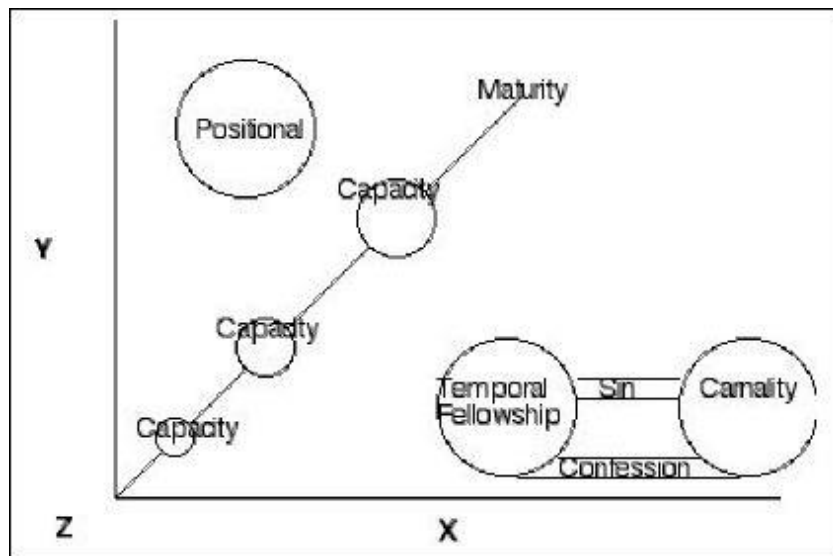 Maturity
Positional
Capacity
Y
Capacity
Temporal
Fellowship
Sin
Carnality
Capacity
Confession
Z
X